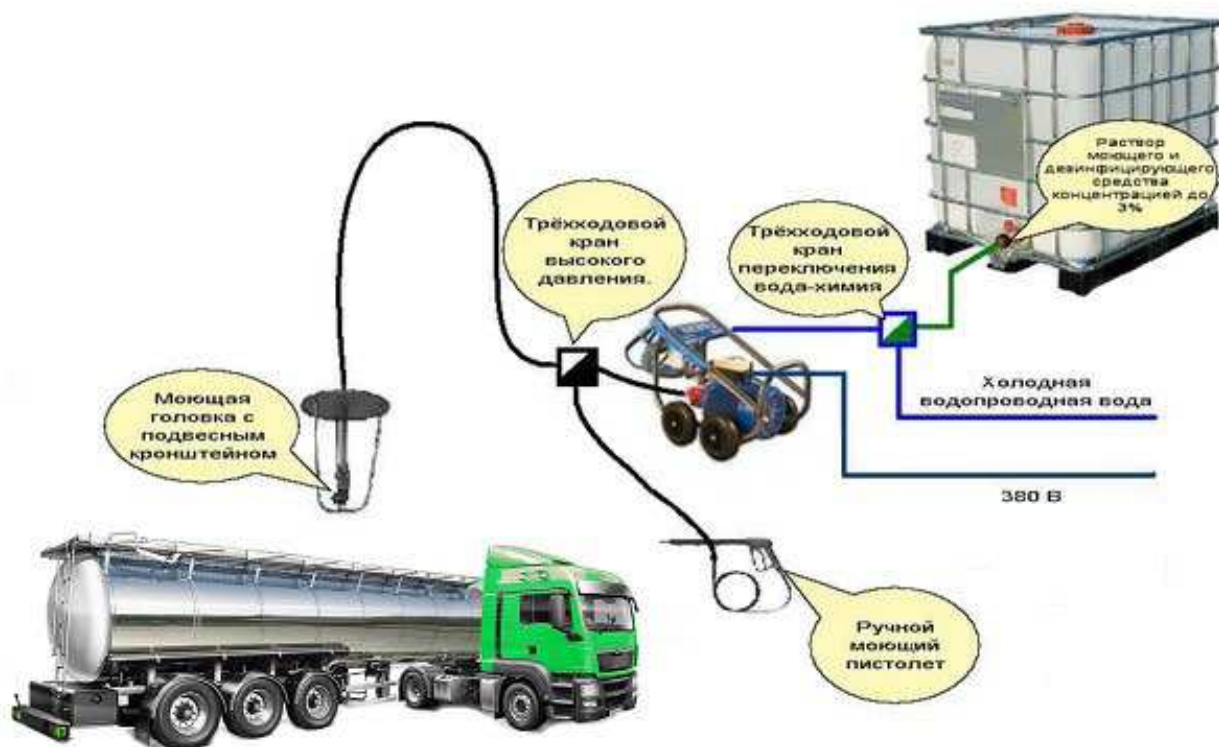 Раствор
моющего и
дезинфицирующего
средства
концентрацией до
3%
Трёхходовой
кран
высокого
давления.
Трёхходовой
кран
переключения
вода-химия
Моющая
головка с
подвесным
кронштейном
Холодная
водопроводная вода
380 В
Ручной
моющий
пистолет